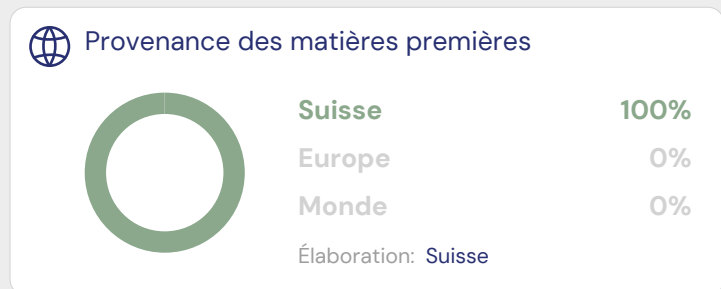 Provenance des matières premières
Suisse 100%
Europe 0%
Monde 0%
Élaboration: Suisse